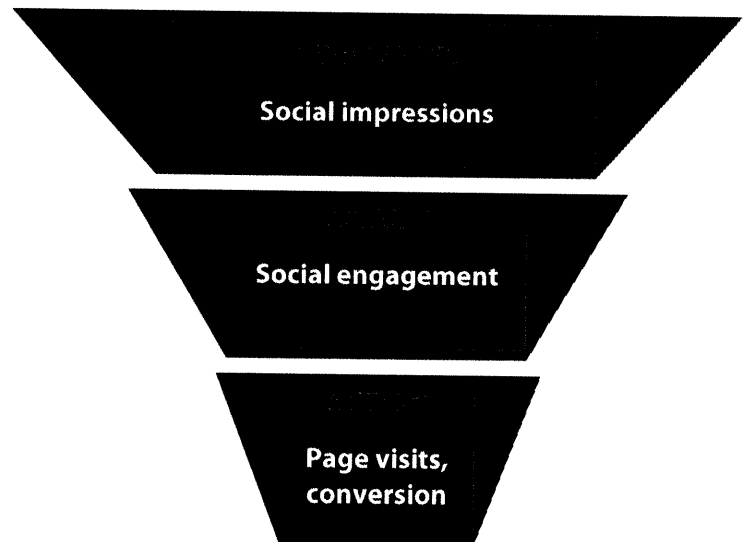 Social impressions
Social engagement
Page visits,
conversion